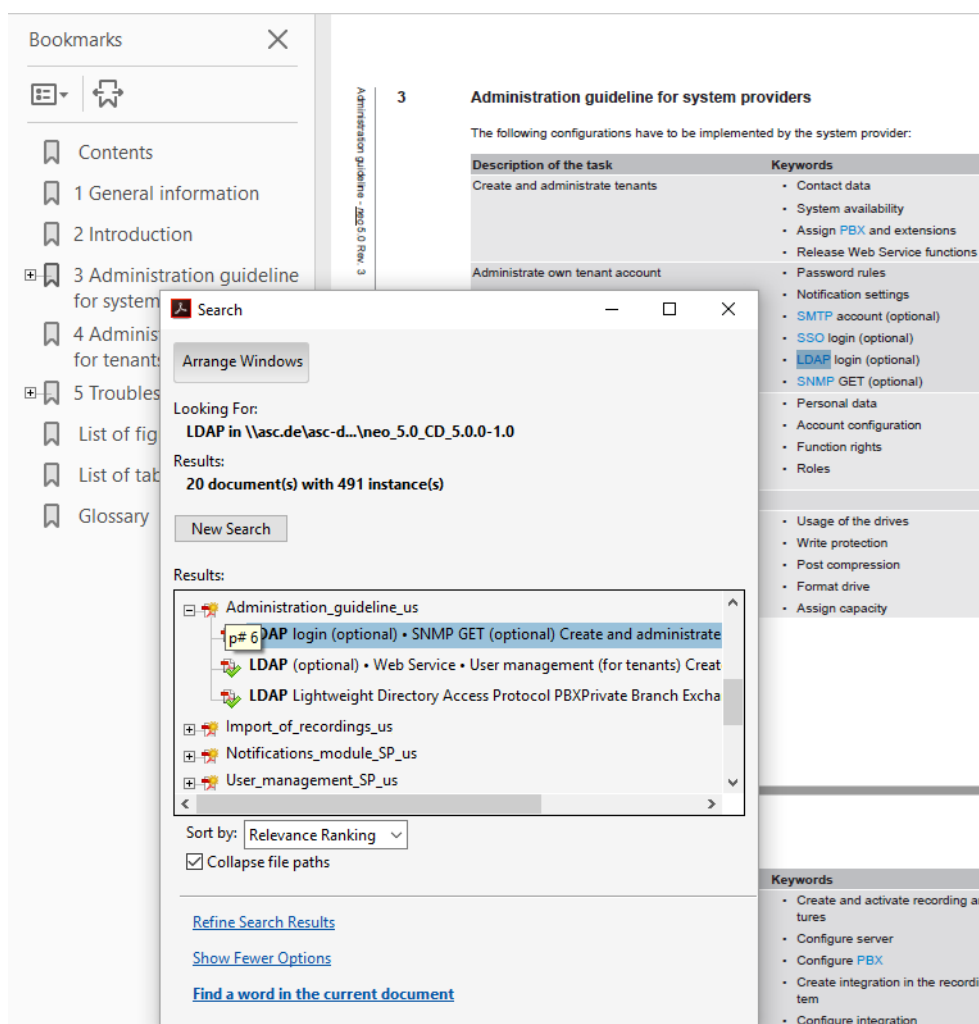 Bookmarks
Contents
1 General information
2 Introduction
3 Administration guideline
for system
4 Adminis
for tenants
5 Troubles
List of fig
List of tab
Glossary
Administration guideline - neo 5.0 Rev. 3
3 Administration guideline for system providers
The following configurations have to be implemented by the system provider:
Description of the task Keywords
Create and administrate tenants
• Contact data
• System availability
• Assign PBX and extensions
• Release Web Service functions
Administrate own tenant account
• Password rules
• Notification settings
• SMTP account (optional)
• SSO login (optional)
• LDAP login (optional)
• SNMP GET (optional)
• Personal data
• Account configuration
• Function rights
• Roles
• Usage of the drives
• Write protection
• Post compression
• Format drive
• Assign capacity
Keywords
• Create and activate recording a
tures
• Configure server
• Configure PBX
• Create integration in the recordi
tem
• Configure integration
Search
Arrange Windows
Looking For:
LDAP in \\asc.de\asc-d...\neo_5.0_CD_5.0.0-1.0
Results:
20 document(s) with 491 instance(s)
New Search
Results:
Administration_guideline_us
p# 6
DAP login (optional) • SNMP GET (optional) Create and administrate
LDAP (optional) • Web Service • User management (for tenants) Creat
LDAP Lightweight Directory Access Protocol PBXPrivate Branch Excha
Import_of_recordings_us
Notifications_module_SP_us
User_management_SP_us
Sort by: Relevance Ranking
Collapse file paths
Refine Search Results
Show Fewer Options
Find a word in the current document